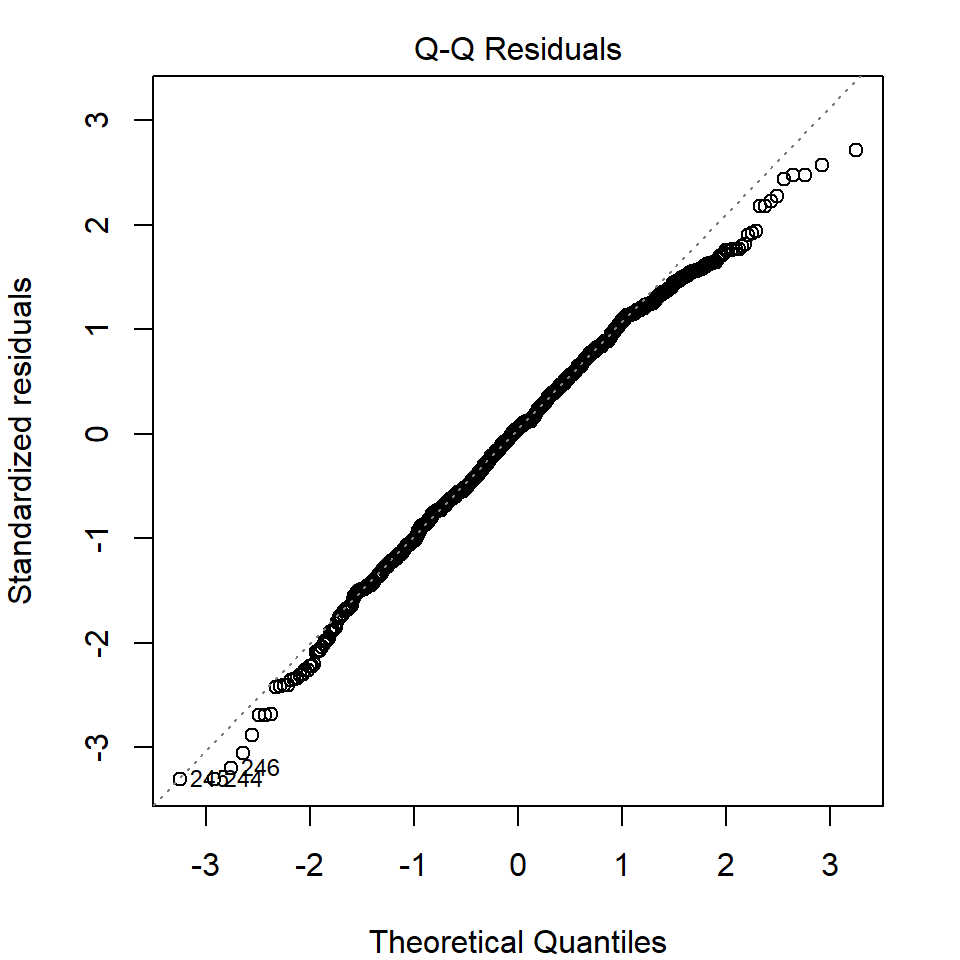 Q-Q Residuals
Standardized residuals
3
2
1
0
-1
-2
-3
246
245 244
-3 -2 -1 0 1 2 3
Theoretical Quantiles